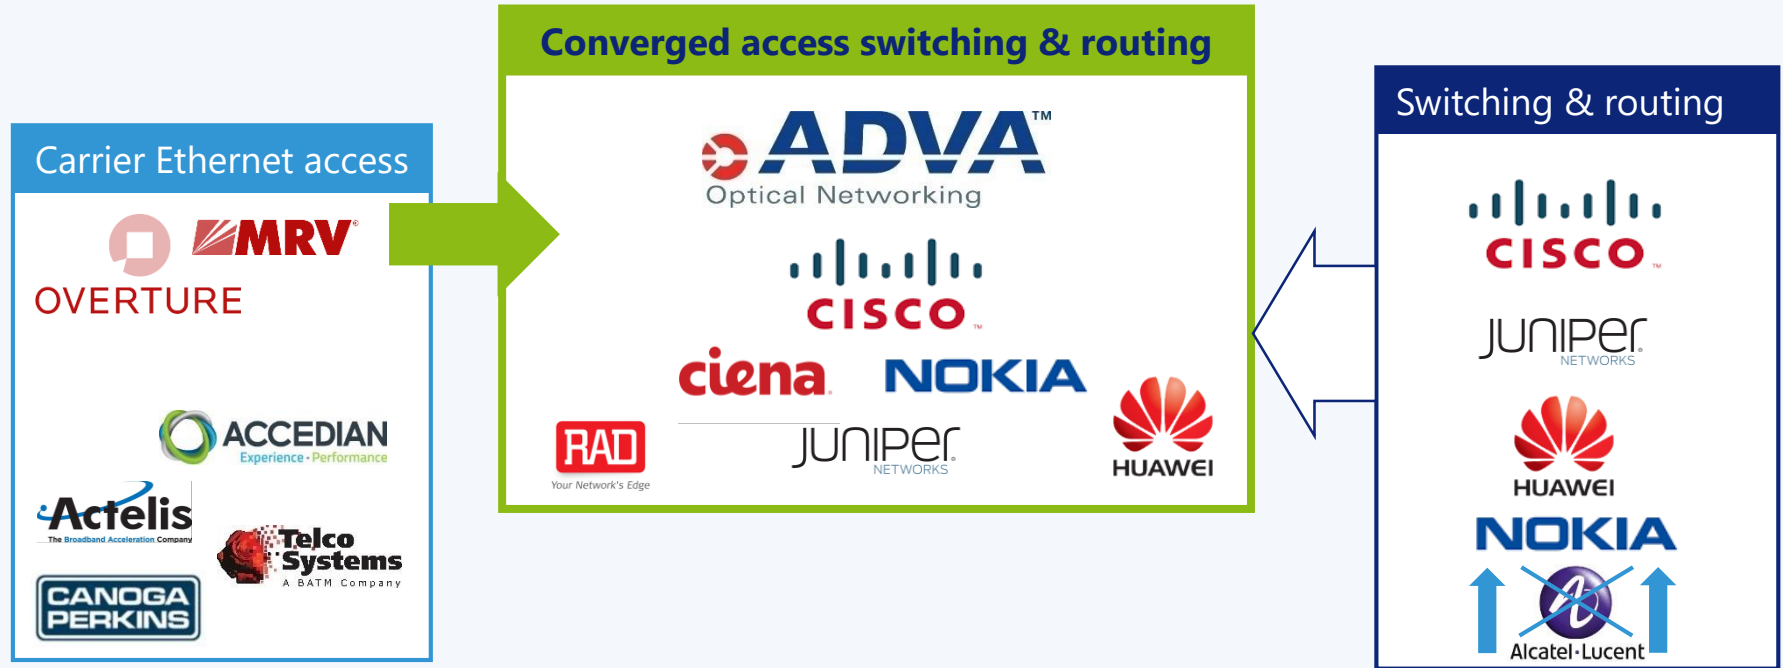 Carrier Ethernet access
MRV®
OVERTURE
ACCEDIAN
Experience • Performance
Actelis
The Broadband Acceleration Company
Telco
Systems
A BATM Company
CANOGA
PERKINS
Converged access switching & routing
ADVA™
Optical Networking
CISCO™
ciena®
NOKIA
RAD
Your Network's Edge
JUNIPER®
NETWORKS
HUAWEI
Switching & routing
CISCO™
JUNIPER®
NETWORKS
HUAWEI
NOKIA
Alcatel•Lucent